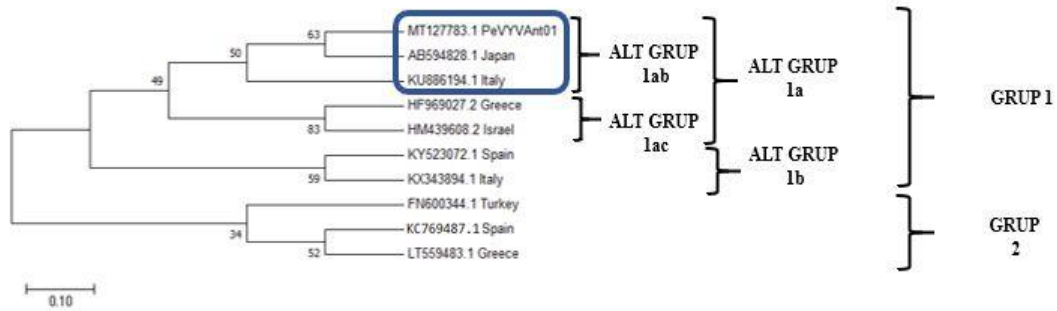 63
MT127783.1 PeVYVAnt01
50
AB594828.1 Japan
KU886194.1 Italy
49
HF969027.2 Greece
83
HM439608.2 Israel
KY523072.1 Spain
59
KX343894.1 Italy
FN600344.1 Turkey
34
KC769487.1 Spain
52
LT559483.1 Greece
0.10
ALT GRUP
1ab
ALT GRUP
1ac
ALT GRUP
1a
ALT GRUP
1b
GRUP 1
GRUP
2